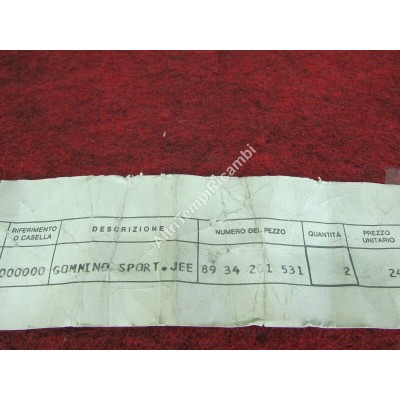 RIFERIMENTO O CASELLA DESCRIZIONE NUMERO DEL PEZZO QUANTITÀ PREZZO UNITARIO
000000 GOMMINO SPORT.JEE 89 34 201 531 2 24
©AltriTempiRicambi